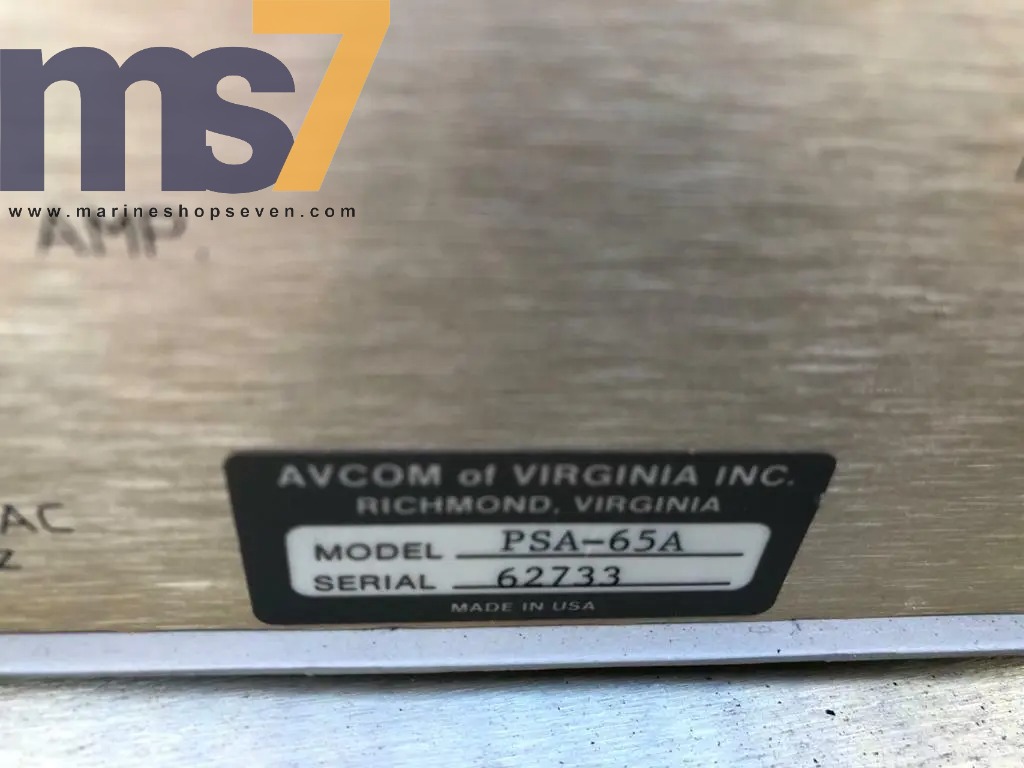 ms7
www.marineshopseven.com
AMP.
AC
z
AVCOM of VIRGINIA INC.
RICHMOND, VIRGINIA
MODEL PSA-65A
SERIAL 62733
MADE IN USA